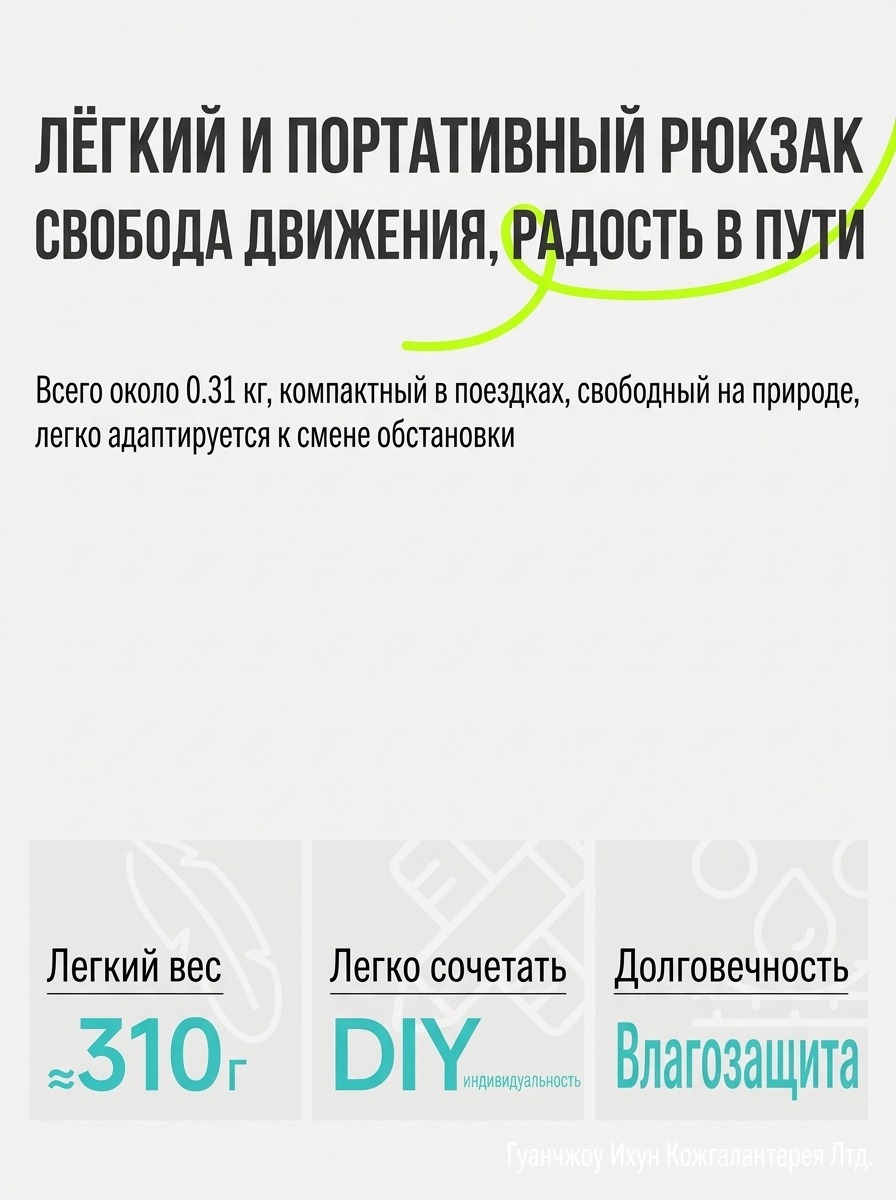 ЛЁГКИЙ И ПОРТАТИВНЫЙ РЮКЗАК
СВОБОДА ДВИЖЕНИЯ, РАДОСТЬ В ПУТИ
Всего около 0.31 кг, компактный в поездках, свободный на природе,
легко адаптируется к смене обстановки
Легкий вес
≈310г
Легко сочетать
DIY индивидуальность
Долговечность
Влагозащита
Гуанчжоу Ихун Кожгалантерея Лтд.